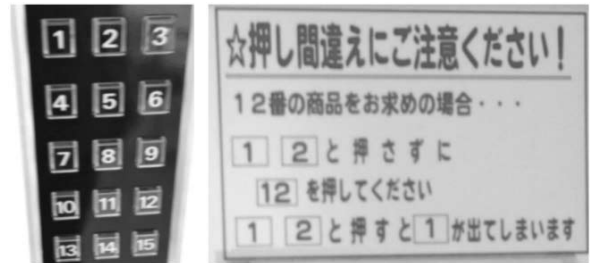 1 2 3
4 5 6
7 8 9
10 11 12
13 14 15
☆押し間違えにご注意ください!
12番の商品をお求めの場合・・・
1 2 と押さずに
12 を押してください
1 2 と押すと 1 が出てしまいます